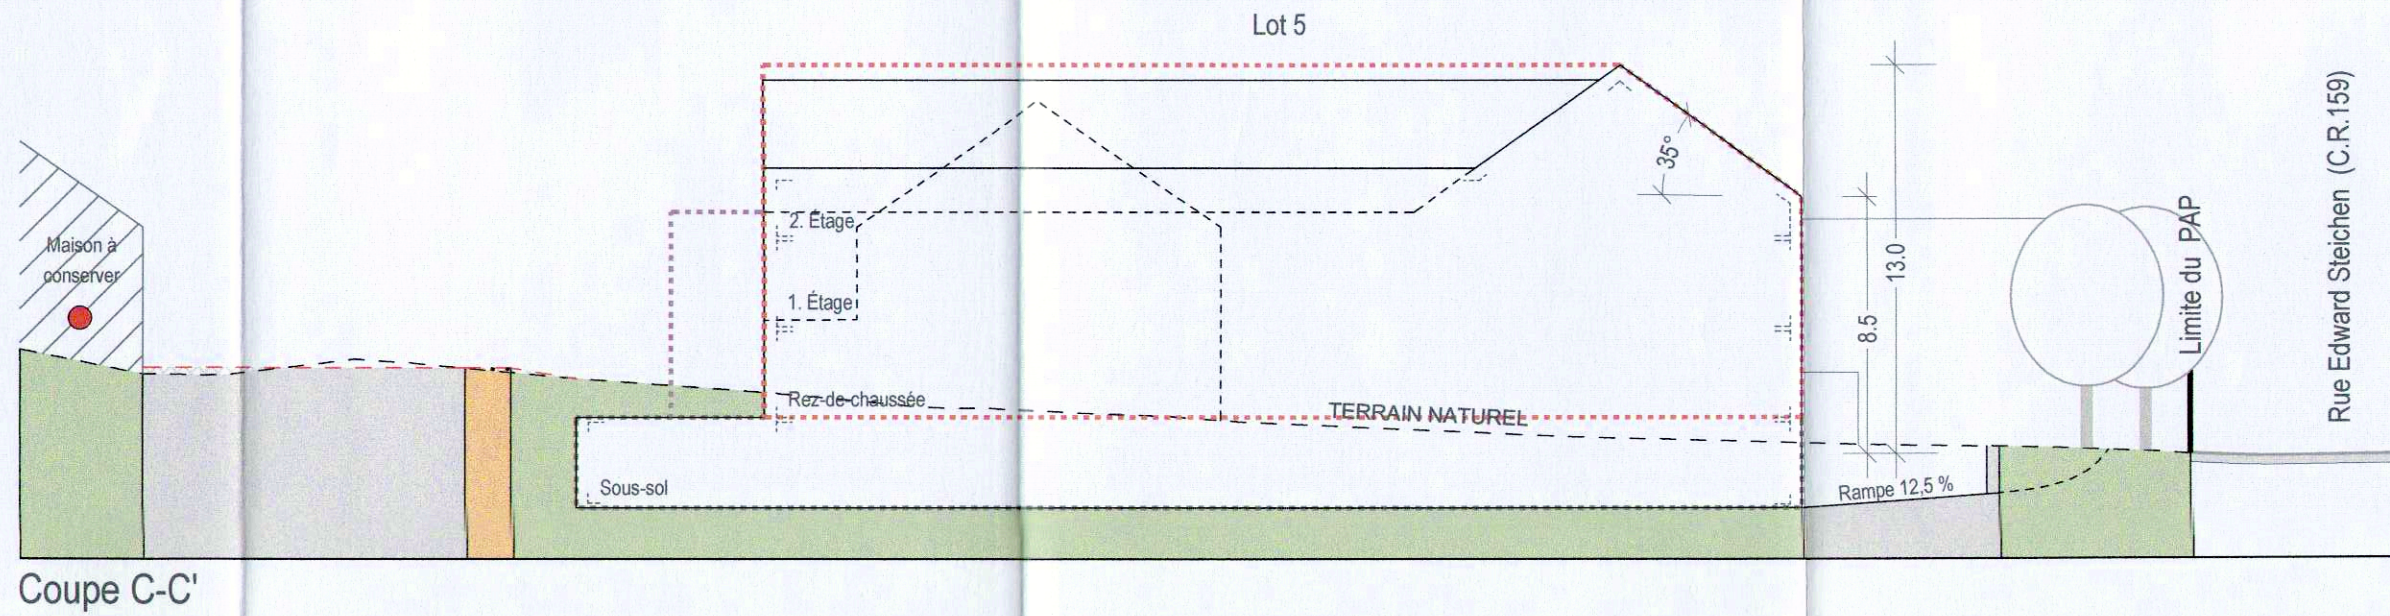 Lot 5
Rue Edward Steichen (C.R.159)
35°
Limite du PAP
2. Étage
Maison à
conserver
13.0
1. Étage
8.5
Rez-de-chaussée
TERRAIN NATUREL
Sous-sol
Rampe 12,5 %
Coupe C-C'